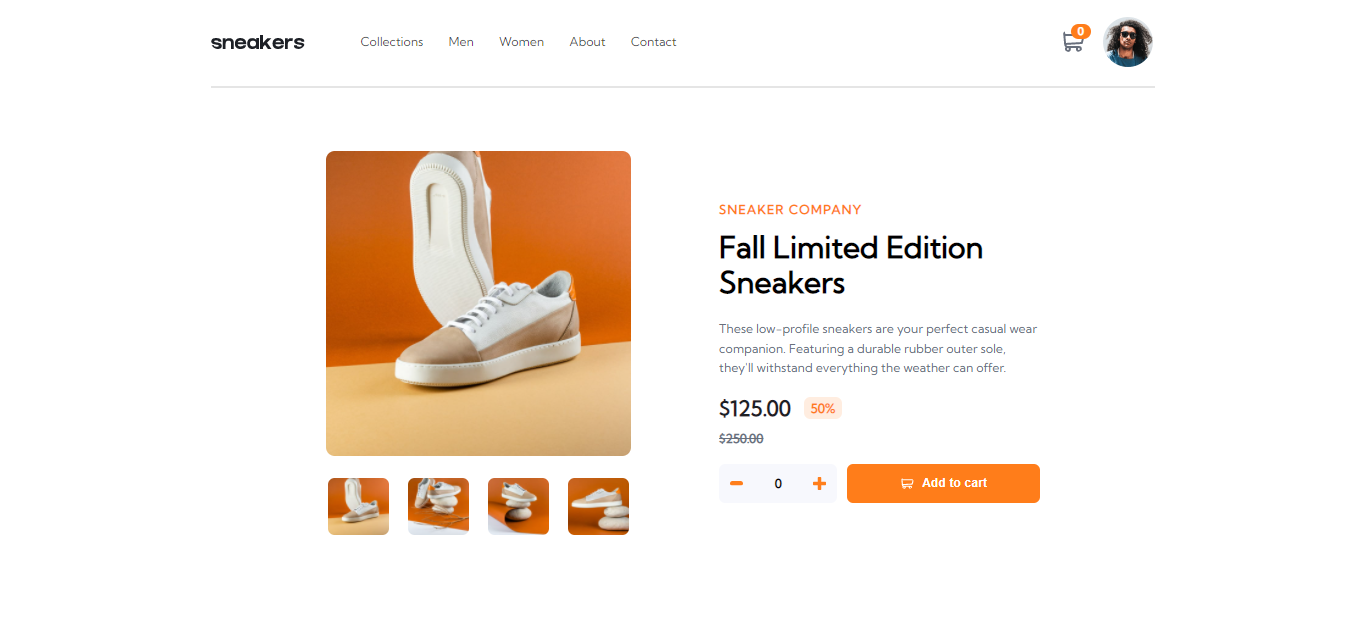 sneakers
Collections Men Women About Contact
0
SNEAKER COMPANY
Fall Limited Edition
Sneakers
These low-profile sneakers are your perfect casual wear
companion. Featuring a durable rubber outer sole,
they'll withstand everything the weather can offer.
$125.00 50%
$250.00
0 Add to cart